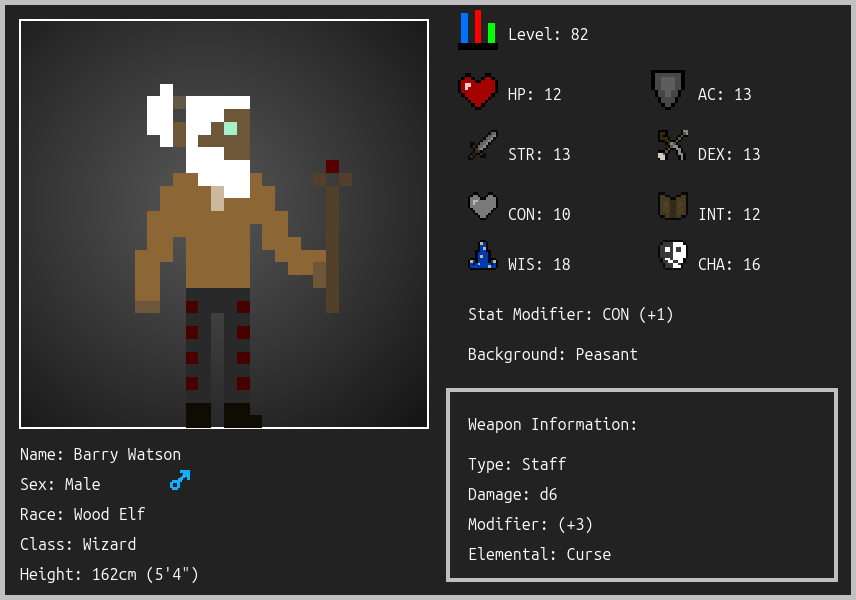 Level: 82
HP: 12
AC: 13
STR: 13
DEX: 13
CON: 10
INT: 12
WIS: 18
CHA: 16
Stat Modifier: CON (+1)
Background: Peasant
Weapon Information:
Type: Staff
Damage: d6
Modifier: (+3)
Elemental: Curse
Name: Barry Watson
Sex: Male
Race: Wood Elf
Class: Wizard
Height: 162cm (5'4")